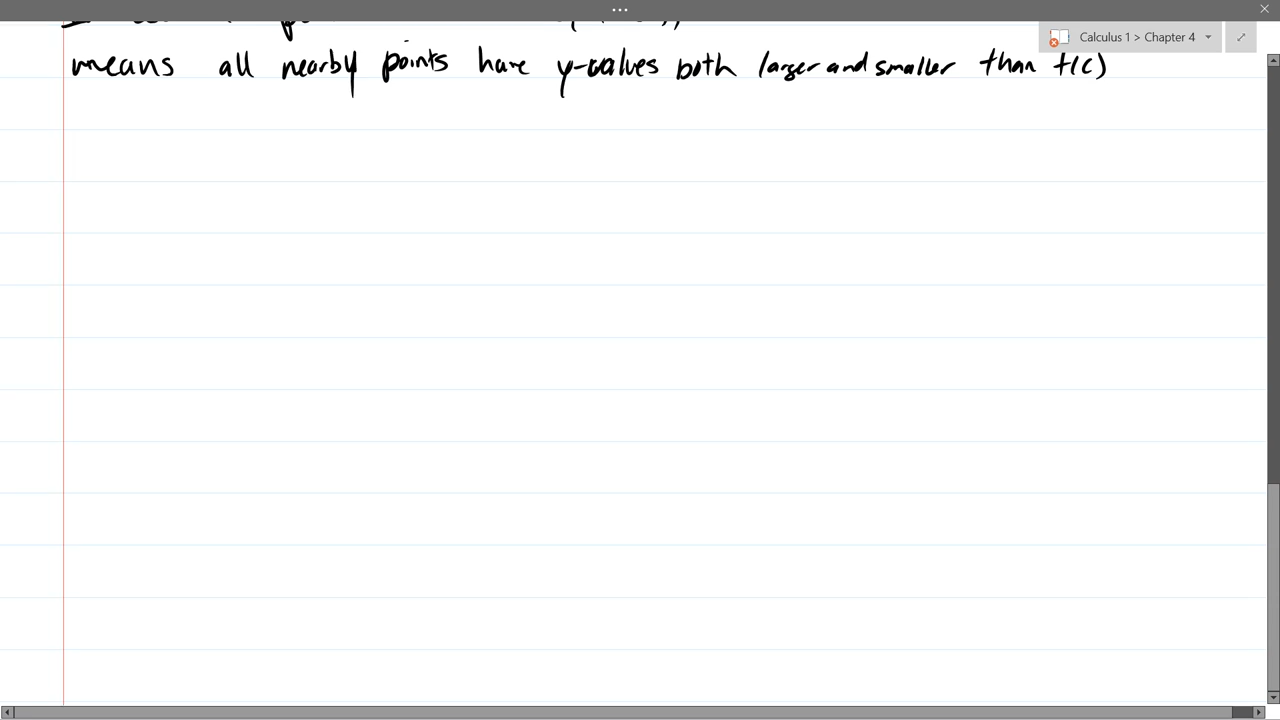 Calculus 1 > Chapter 4
means all nearby points have y-values both larger and smaller than f(c)